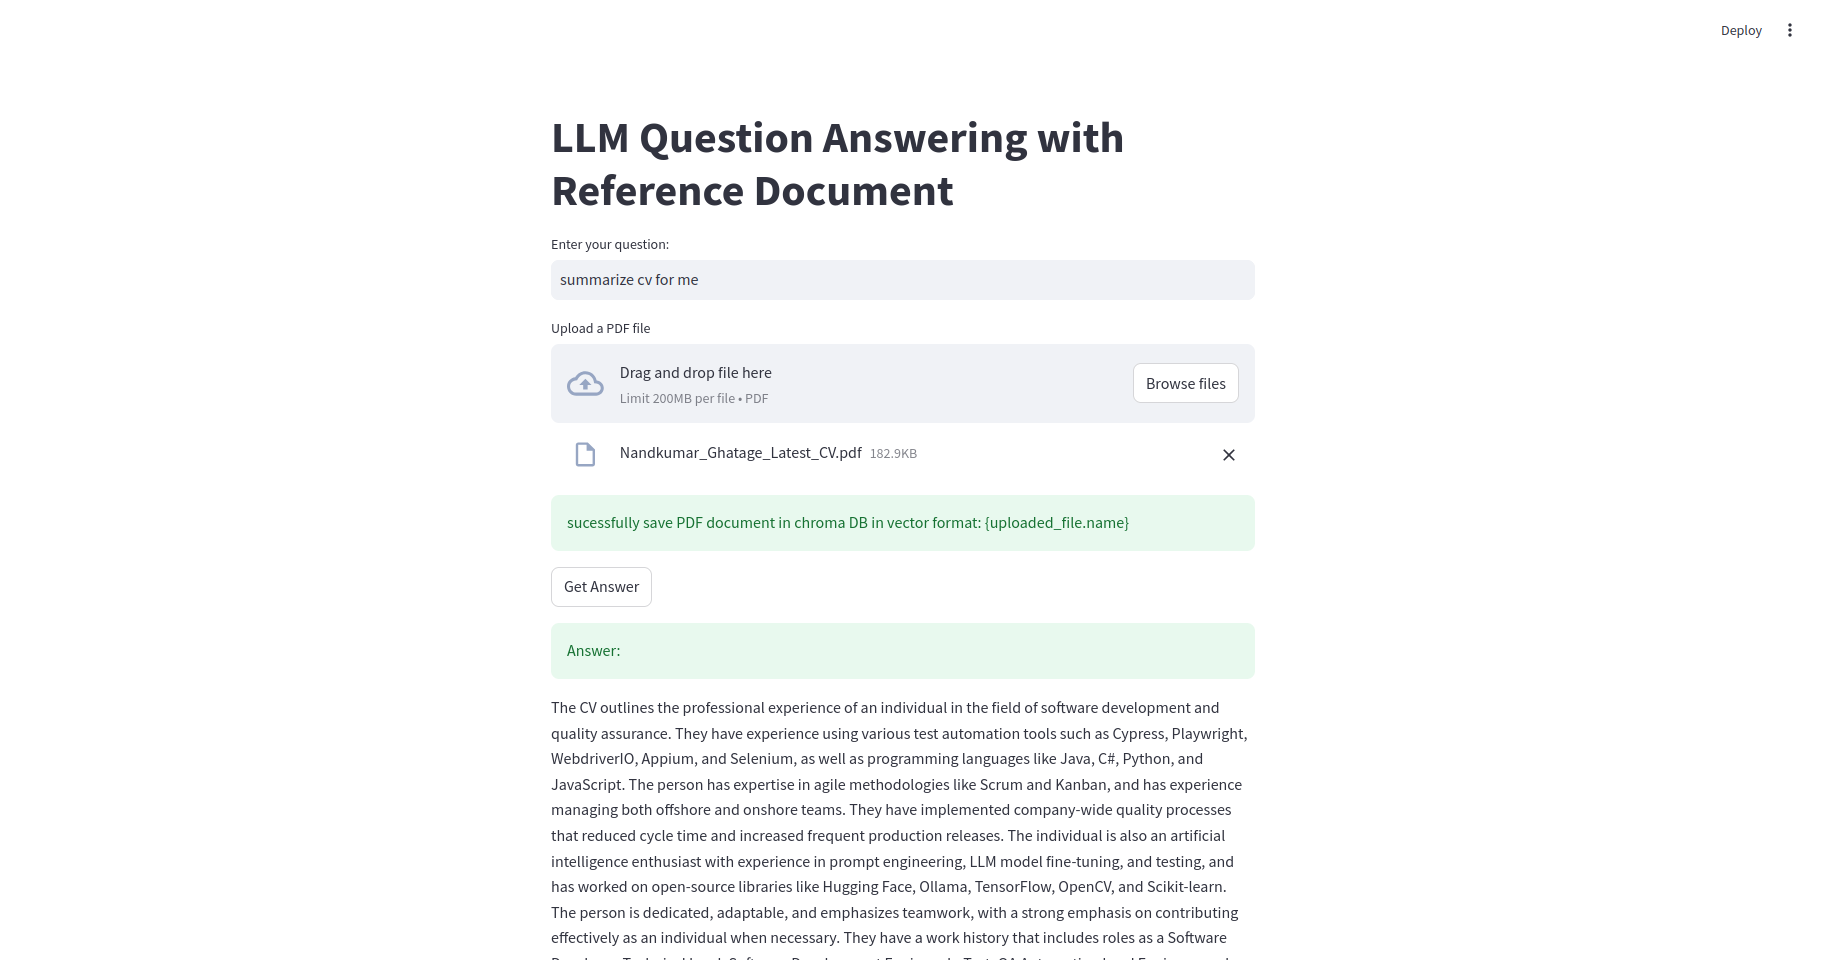 Deploy
LLM Question Answering with
Reference Document
Enter your question:
summarize cv for me
Upload a PDF file
Drag and drop file here
Limit 200MB per file • PDF
Browse files
Nandkumar_Ghatage_Latest_CV.pdf 182.9KB
sucessfully save PDF document in chroma DB in vector format: {uploaded_file.name}
Get Answer
Answer:
The CV outlines the professional experience of an individual in the field of software development and
quality assurance. They have experience using various test automation tools such as Cypress, Playwright,
WebdriverIO, Appium, and Selenium, as well as programming languages like Java, C#, Python, and
JavaScript. The person has expertise in agile methodologies like Scrum and Kanban, and has experience
managing both offshore and onshore teams. They have implemented company-wide quality processes
that reduced cycle time and increased frequent production releases. The individual is also an artificial
intelligence enthusiast with experience in prompt engineering, LLM model fine-tuning, and testing, and
has worked on open-source libraries like Hugging Face, Ollama, TensorFlow, OpenCV, and Scikit-learn.
The person is dedicated, adaptable, and emphasizes teamwork, with a strong emphasis on contributing
effectively as an individual when necessary. They have a work history that includes roles as a Software